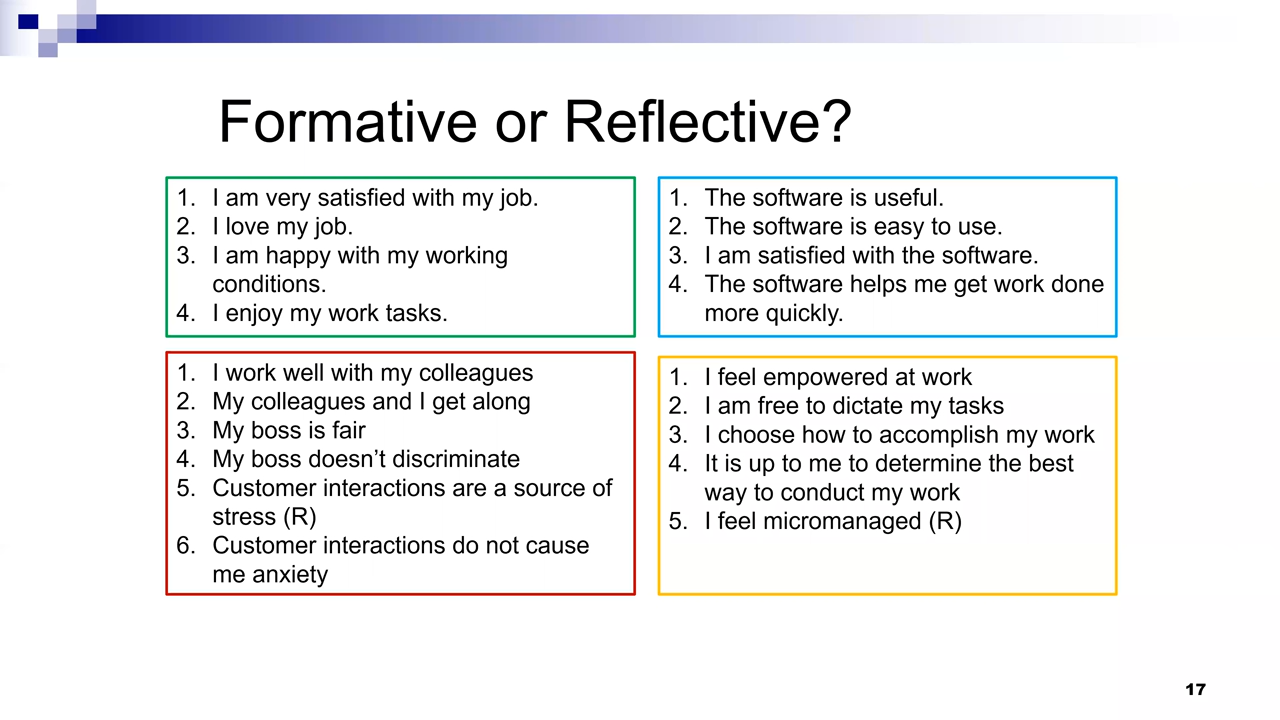 Formative or Reflective?
1. I am very satisfied with my job.
2. I love my job.
3. I am happy with my working
conditions.
4. I enjoy my work tasks.
1. The software is useful.
2. The software is easy to use.
3. I am satisfied with the software.
4. The software helps me get work done
more quickly.
1. I work well with my colleagues
2. My colleagues and I get along
3. My boss is fair
4. My boss doesn’t discriminate
5. Customer interactions are a source of
stress (R)
6. Customer interactions do not cause
me anxiety
1. I feel empowered at work
2. I am free to dictate my tasks
3. I choose how to accomplish my work
4. It is up to me to determine the best
way to conduct my work
5. I feel micromanaged (R)
17